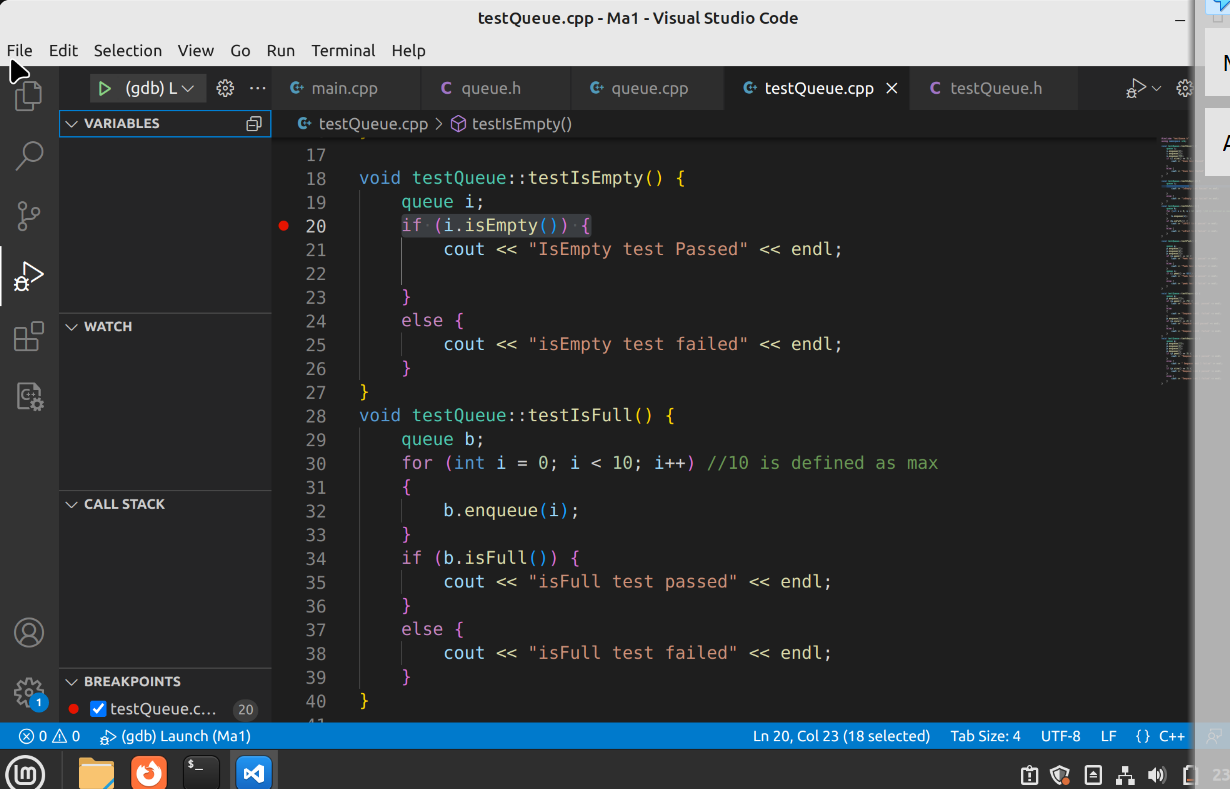 testQueue.cpp - Ma1 - Visual Studio Code
File Edit Selection View Go Run Terminal Help
(gdb) L
main.cpp
queue.h
queue.cpp
testQueue.cpp
testQueue.h
VARIABLES
testQueue.cpp > testIsEmpty()
17
18 void testQueue::testIsEmpty() {
19 queue i;
20 if (i.isEmpty()) {
21 cout << "IsEmpty test Passed" << endl;
22
23 }
24 else {
25 cout << "isEmpty test failed" << endl;
26 }
27 }
28 void testQueue::testIsFull() {
29 queue b;
30 for (int i = 0; i < 10; i++) //10 is defined as max
31 {
32 b.enqueue(i);
33 }
34 if (b.isFull()) {
35 cout << "isFull test passed" << endl;
36 }
37 else {
38 cout << "isFull test failed" << endl;
39 }
40 }
WATCH
CALL STACK
BREAKPOINTS
testQueue.c... 20
1
0 0 (gdb) Launch (Ma1)
Ln 20, Col 23 (18 selected) Tab Size: 4 UTF-8 LF {} C++
23